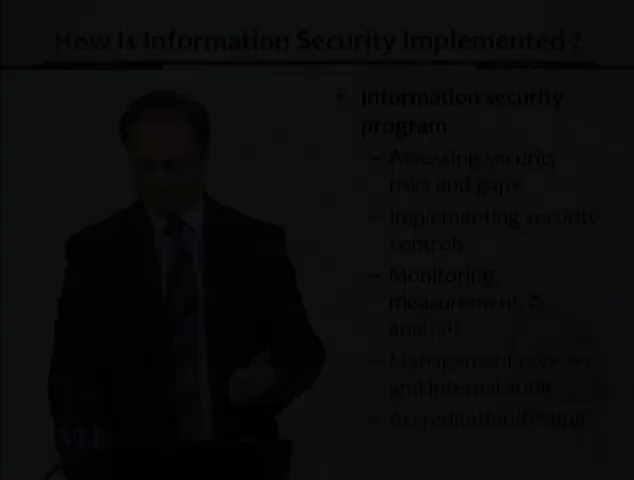 How Is Information Security Implemented ?
• Information security
program
– Assessing security
risks and gaps
– Implementing security
controls
– Monitoring,
measurement, &
analysis
– Management reviews
and internal audit
– Accreditation/testing